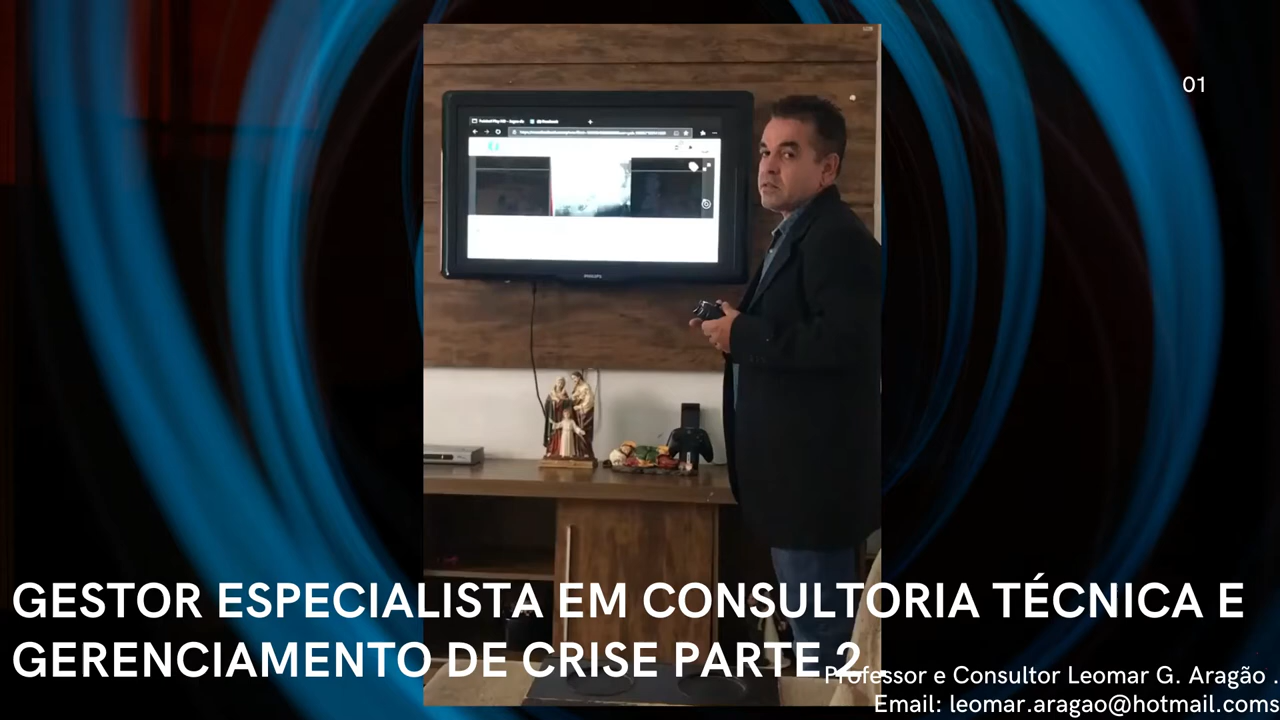 01
GESTOR ESPECIALISTA EM CONSULTORIA TÉCNICA E
GERENCIAMENTO DE CRISE PARTE 2
Professor e Consultor Leomar G. Aragão .
Email: leomar.aragao@hotmail.coms
PHILIPS